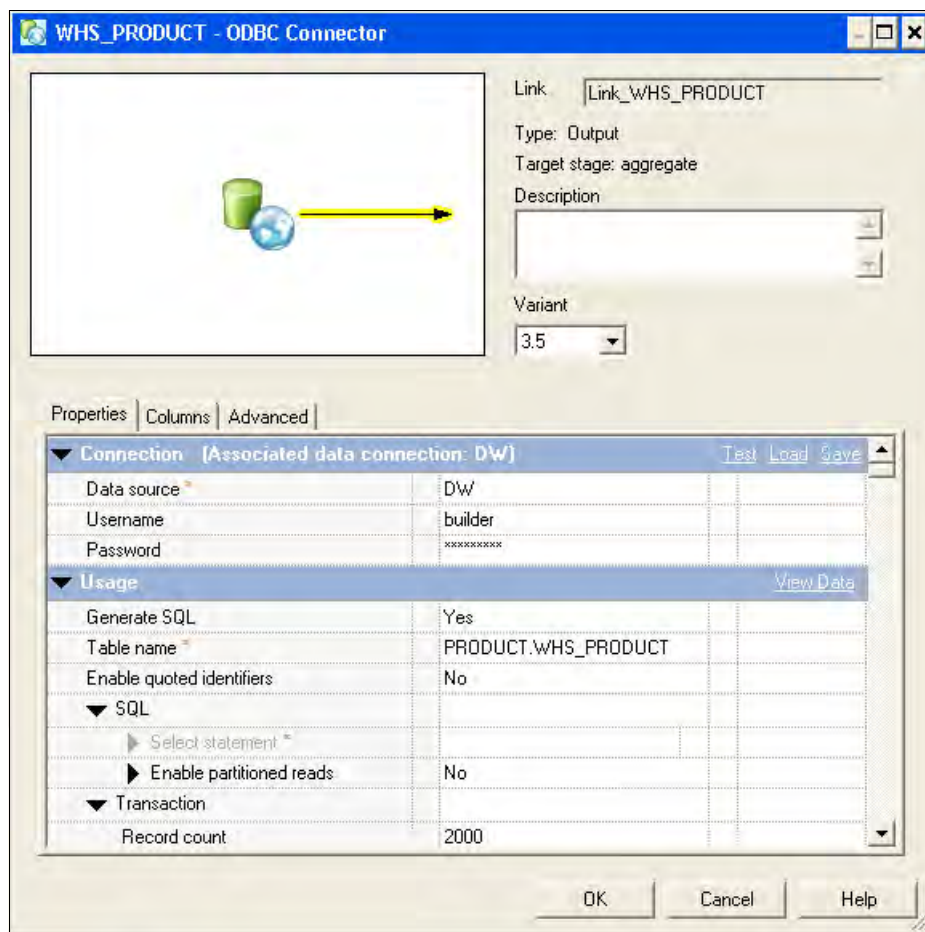 WHS_PRODUCT - ODBC Connector
Link Link_WHS_PRODUCT
Type: Output
Target stage: aggregate
Description
Variant
3.5
Properties Columns Advanced
Connection (Associated data connection: DW) Test Load Save
Data source * DW
Username builder
Password *********
Usage View Data
Generate SQL Yes
Table name * PRODUCT.WHS_PRODUCT
Enable quoted identifiers No
SQL
Select statement *
Enable partitioned reads No
Transaction
Record count 2000
OK Cancel Help